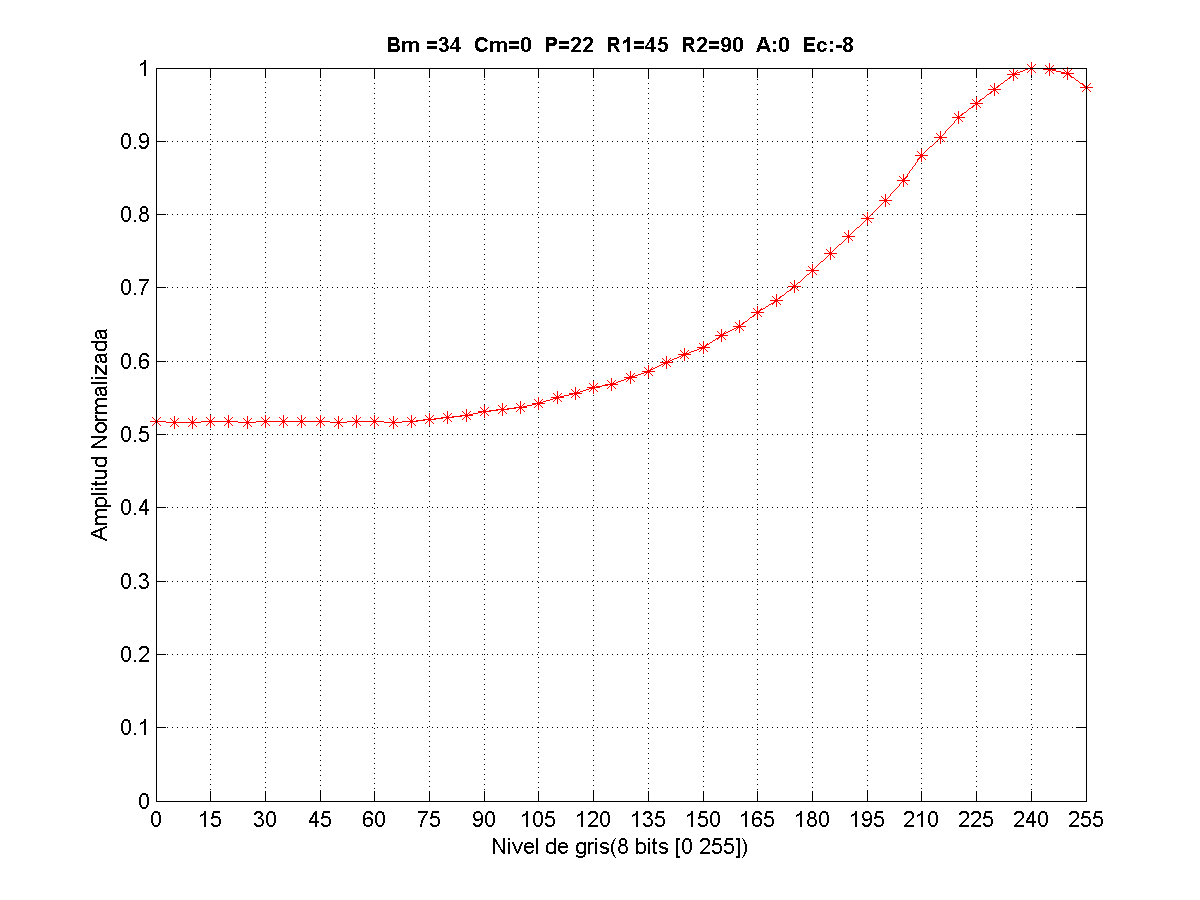 Bm =34 Cm=0 P=22 R1=45 R2=90 A:0 Ec:-8
1
0.9
0.8
0.7
0.6
0.5
0.4
0.3
0.2
0.1
0
Amplitud Normalizada
0 15 30 45 60 75 90 105 120 135 150 165 180 195 210 225 240 255
Nivel de gris(8 bits [0 255])